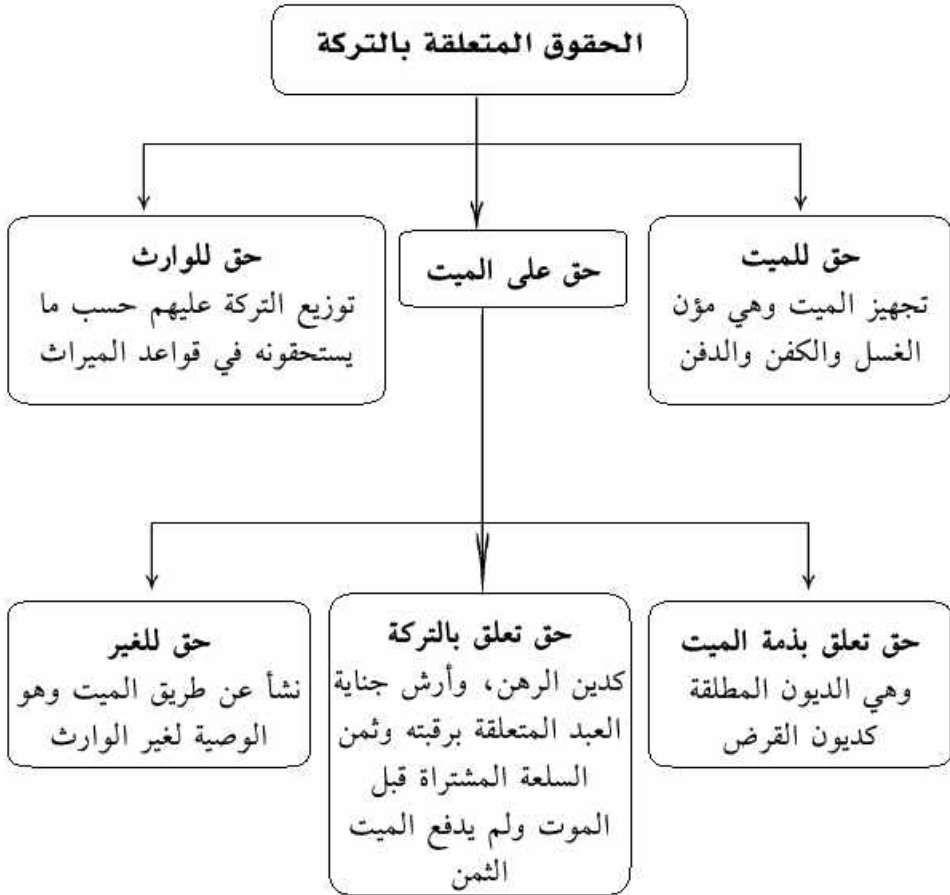 الحقوق المتعلقة بالتركة
حق للميت
تجهيز الميت وهي مؤن
الغسل والكفن والدفن
حق على الميت
حق للوارث
توزيع التركة عليهم حسب ما
يستحقونه في قواعد الميراث
حق تعلق بذمة الميت
وهي الديون المطلقة
كديون القرض
حق تعلق بالتركة
كدين الرهن، وأرش جناية
العبد المتعلقة برقبته وثمن
السلعة المشتراة قبل
الموت ولم يدفع الميت
الثمن
حق للغير
نشأ عن طريق الميت وهو
الوصية لغير الوارث